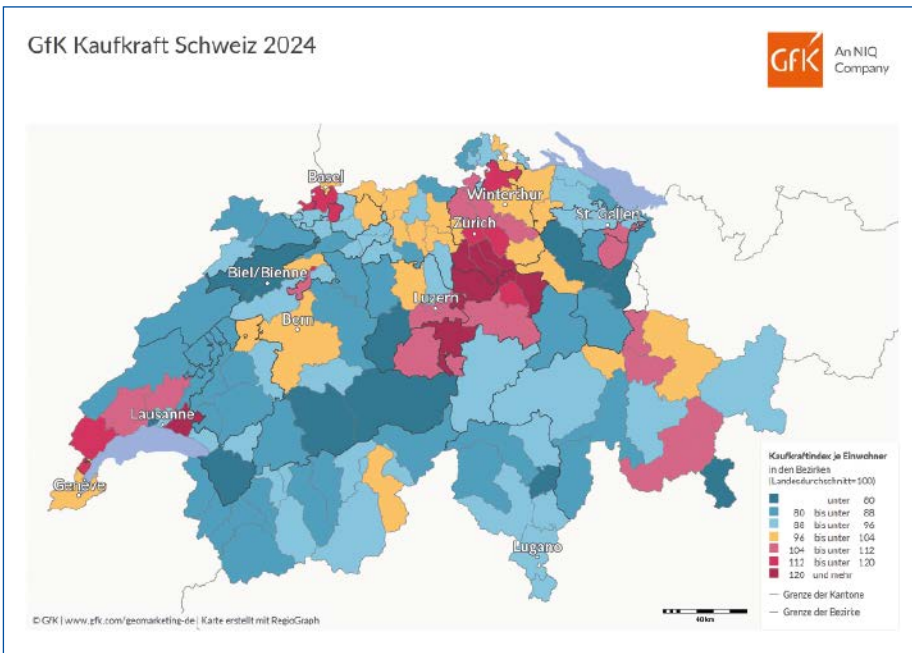 GfK Kaufkraft Schweiz 2024
GfK
An NIQ
Company
Basel
Winterthur
St. Gallen
Zürich
Biel/Bienne
Luzern
Bern
Lausanne
Genève
Lugano
Kaufkraftindex je Einwohner
in den Bezirken
(Landesdurchschnitt=100)
unter 80
80 bis unter 88
88 bis unter 96
96 bis unter 104
104 bis unter 112
112 bis unter 120
120 und mehr
Grenze der Kantone
Grenze der Bezirke
40 km
© GfK | www.gfk.com/geomarketing-de | Karte erstellt mit RegioGraph